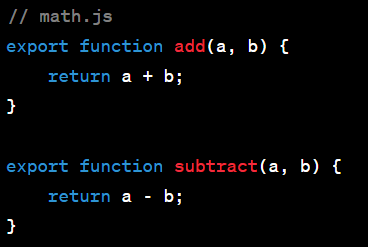 // math.js
export function add(a, b) {
    return a + b;
}

export function subtract(a, b) {
    return a - b;
}